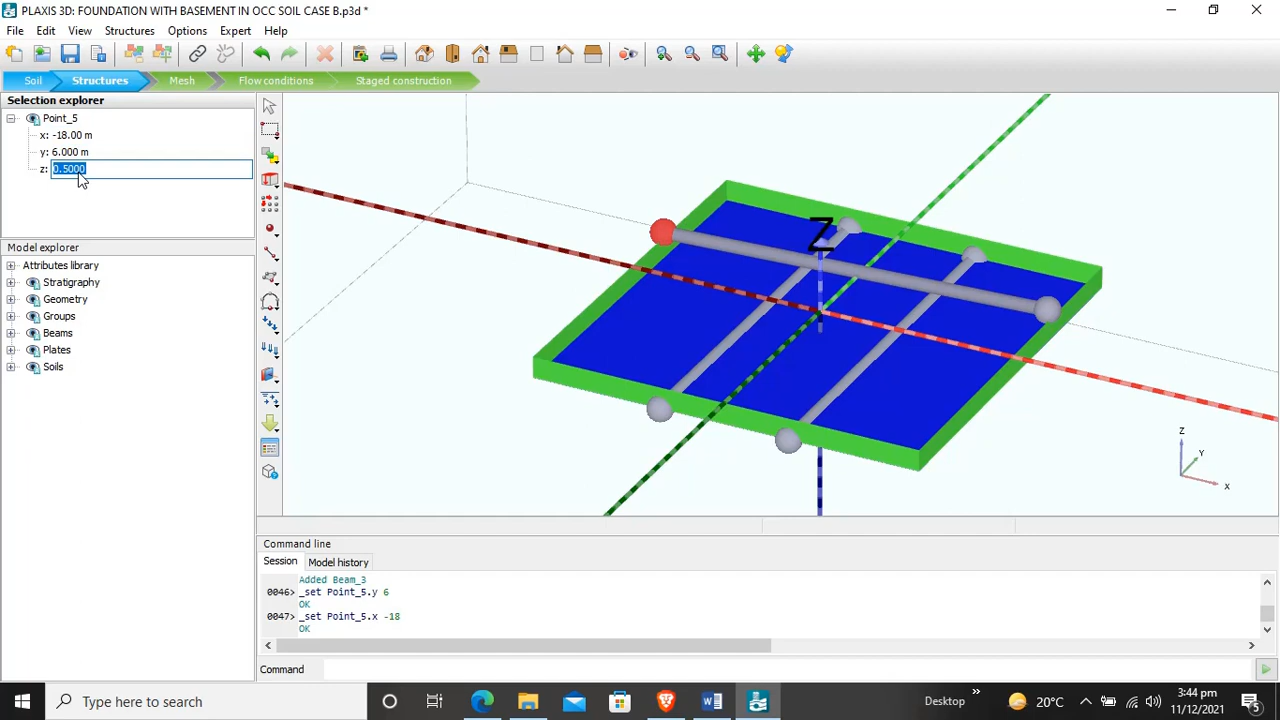 PLAXIS 3D: FOUNDATION WITH BASEMENT IN OCC SOIL CASE B.p3d *
File Edit View Structures Options Expert Help
Soil Structures Mesh Flow conditions Staged construction
Selection explorer
Point_5
x: -18.00 m
y: 6.000 m
z: 0.5000
Model explorer
Attributes library
Stratigraphy
Geometry
Groups
Beams
Plates
Soils
Z
Z
Y
X
Command line
Session Model history
Added Beam_3
0046> _set Point_5.y 6
OK
0047> _set Point_5.x -18
OK
Command
Type here to search
Desktop
20°C
3:44 pm
11/12/2021
5